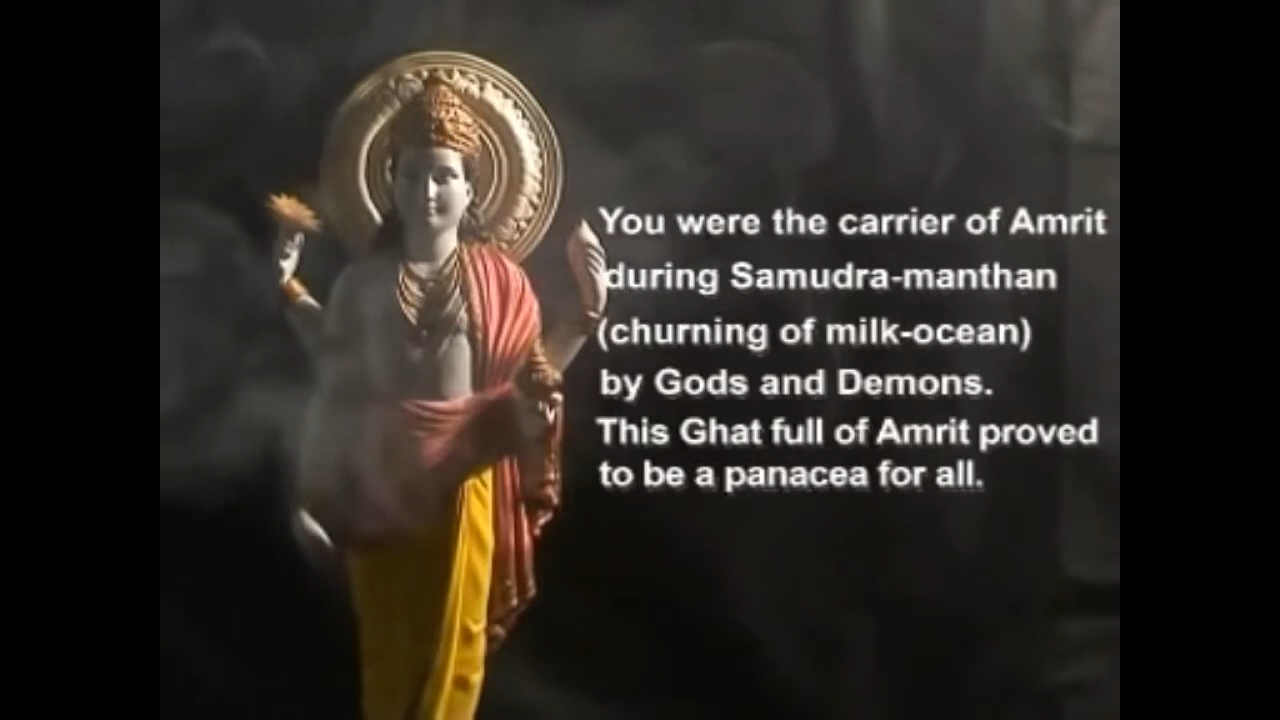 You were the carrier of Amrit
during Samudra-manthan
(churning of milk-ocean)
by Gods and Demons.
This Ghat full of Amrit proved
to be a panacea for all.